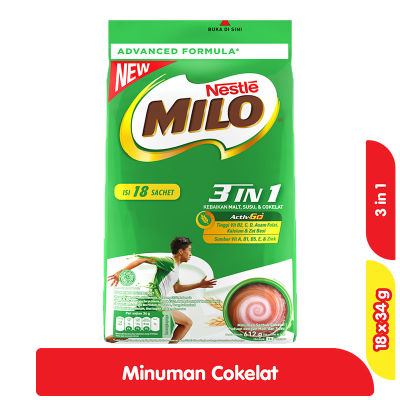 BUKA DI SINI
ADVANCED FORMULA*
NEW
Nestlé
MILO
ISI 18 SACHET
3 IN 1
KEBAIKAN MALT, SUSU, & COKELAT
Activ-Go
Tinggi Vit B2, C, D, Asam Folat,
Kalsium & Zat Besi
Sumber Vit A, B1, B5, E, & Zink
612 g
3 in 1
18 x 34 g
Minuman Cokelat